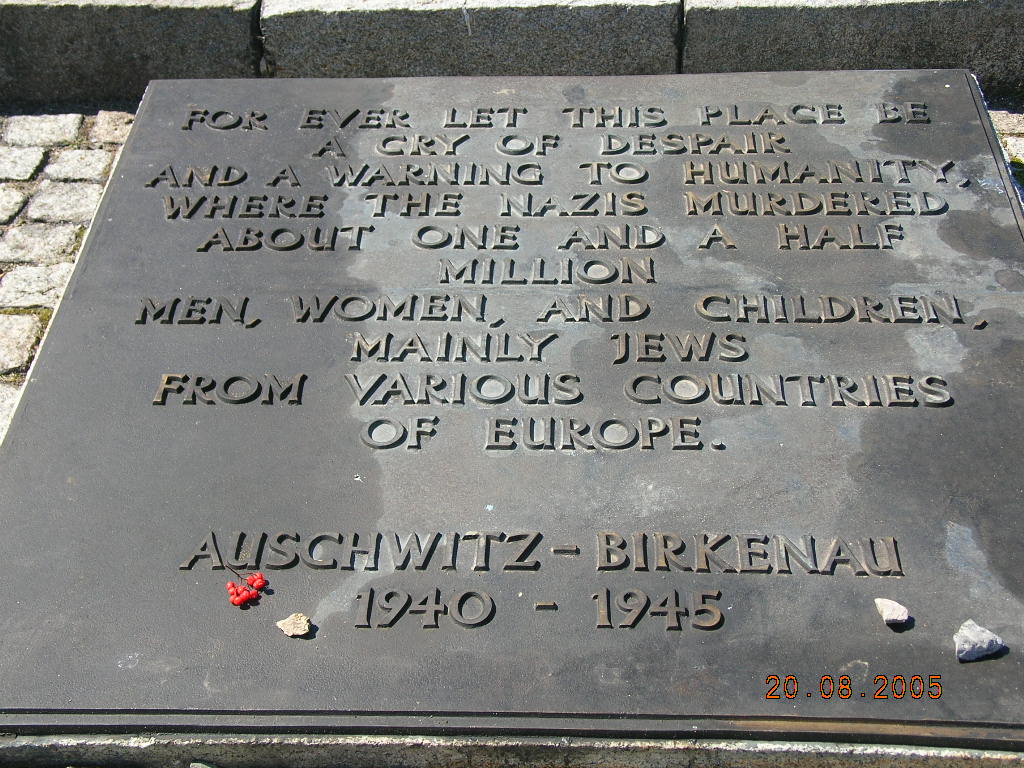 FOR EVER LET THIS PLACE BE
A CRY OF DESPAIR
AND A WARNING TO HUMANITY,
WHERE THE NAZIS MURDERED
ABOUT ONE AND A HALF
MILLION
MEN, WOMEN, AND CHILDREN,
MAINLY JEWS
FROM VARIOUS COUNTRIES
OF EUROPE.
AUSCHWITZ-BIRKENAU
1940 - 1945
20.08.2005